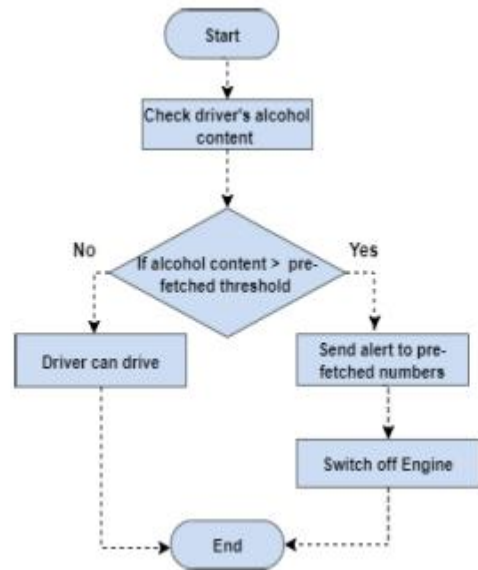 Start
Check driver's alcohol
content
No
Yes
If alcohol content > pre-
fetched threshold
Driver can drive
Send alert to pre-
fetched numbers
Switch off Engine
End